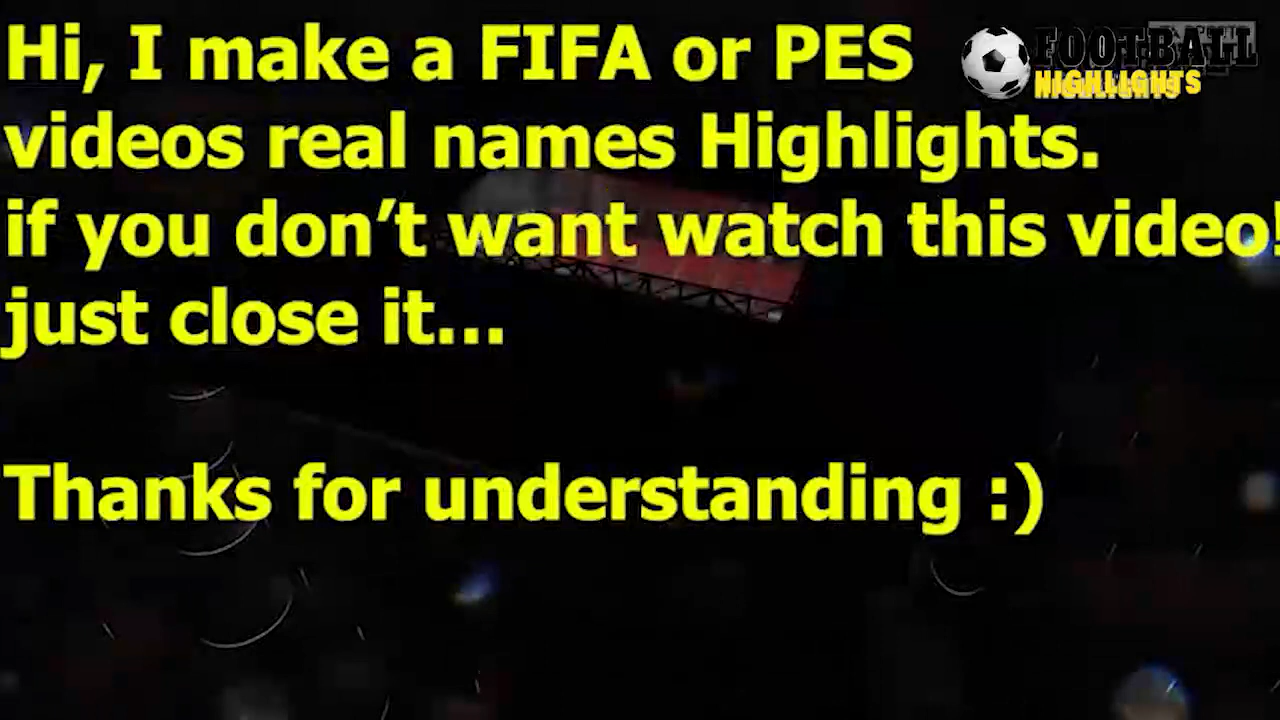 Hi, I make a FIFA or PES
FOOTBALL
HIGHLIGHTS
videos real names Highlights.
if you don’t want watch this video!
just close it...
Thanks for understanding :)